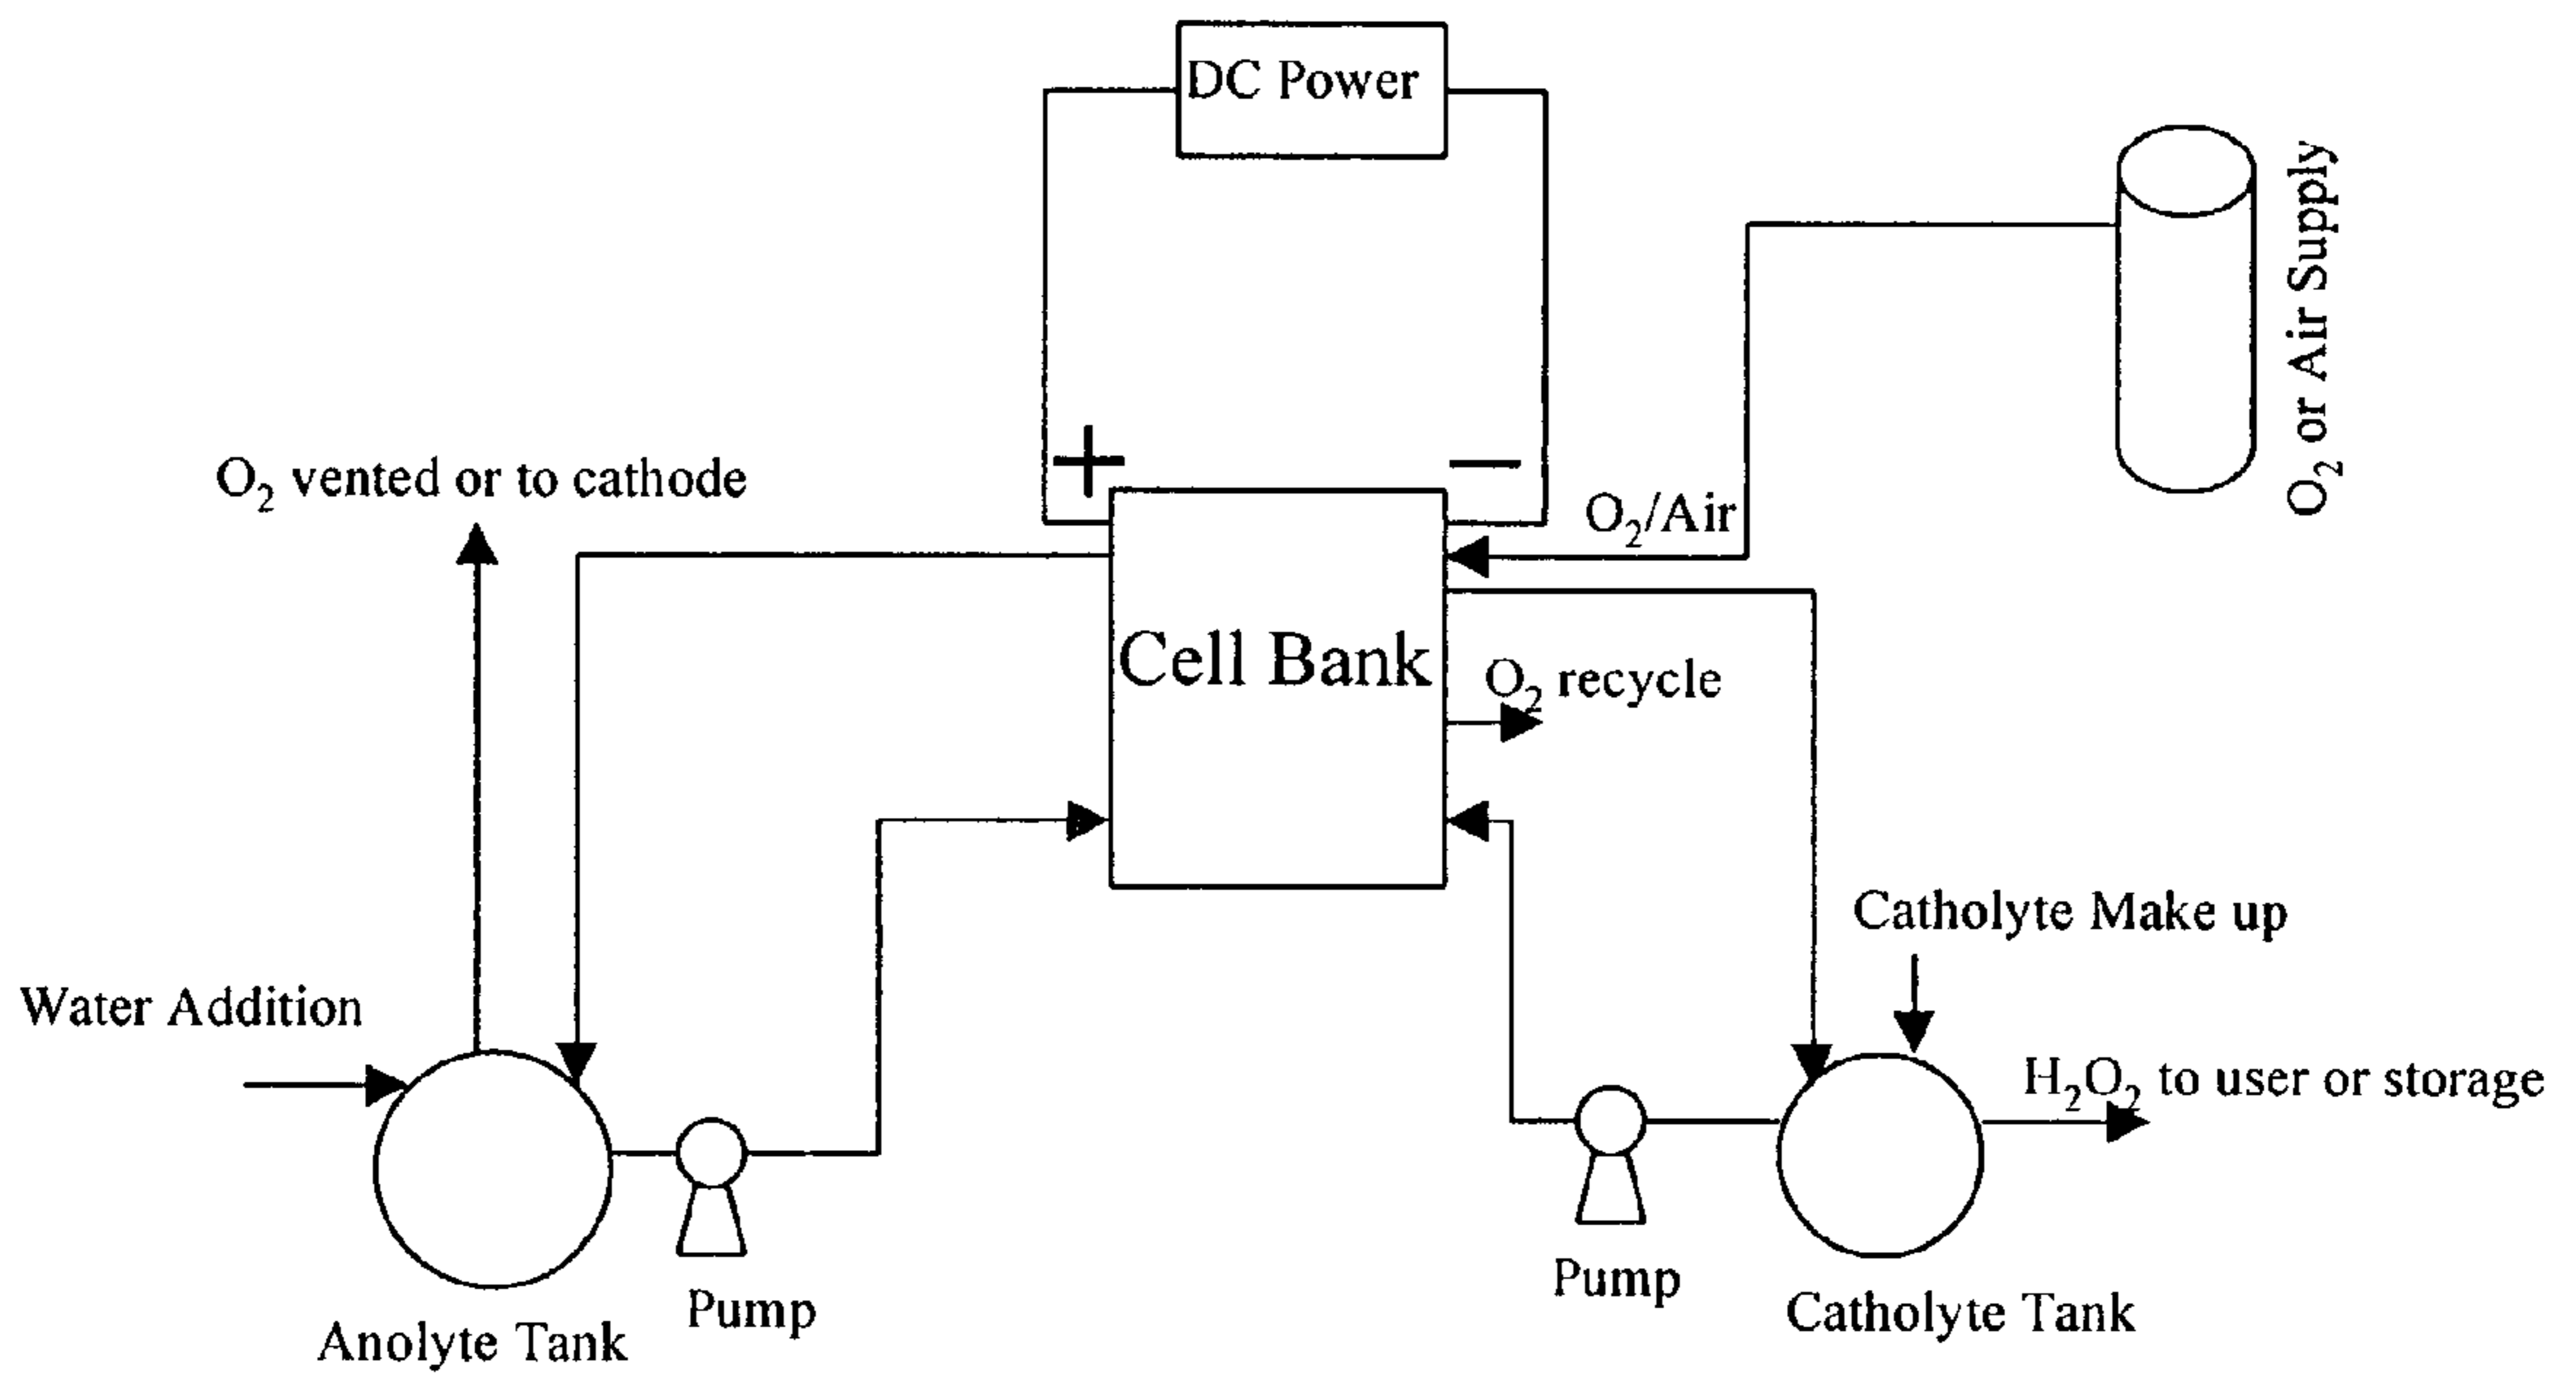 DC Power
O₂ or Air Supply
+
−
O₂ vented or to cathode
O₂/Air
Cell Bank
O₂ recycle
Catholyte Make up
Water Addition
H₂O₂ to user or storage
Pump
Pump
Catholyte Tank
Anolyte Tank